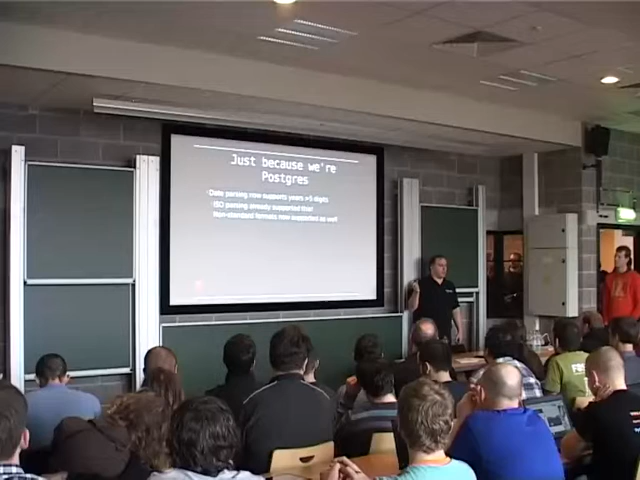 Just because we're
Postgres
Date parsing now supports years > 5 digits
ISO parsing already supported this!
Non-standard formats now supported as well